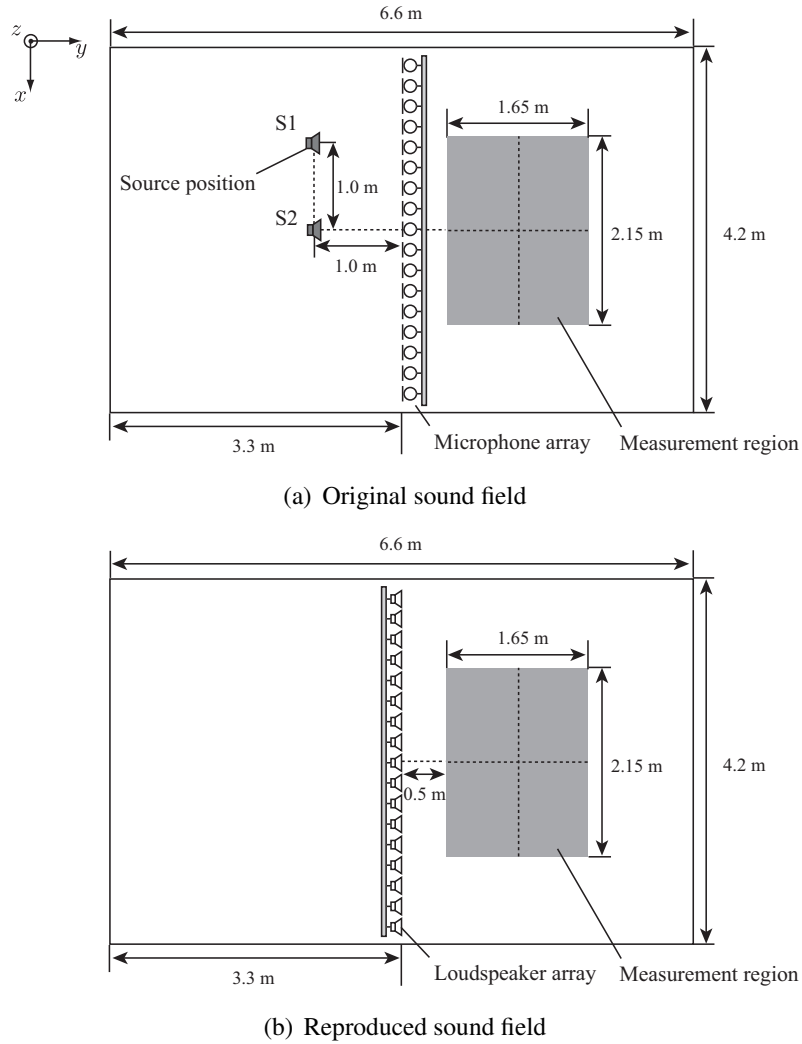 6.6 m
z
y
x
1.65 m
S1
Source position
1.0 m
S2
1.0 m
2.15 m
4.2 m
3.3 m
Microphone array
Measurement region
(a) Original sound field
6.6 m
1.65 m
2.15 m
4.2 m
0.5 m
3.3 m
Loudspeaker array
Measurement region
(b) Reproduced sound field